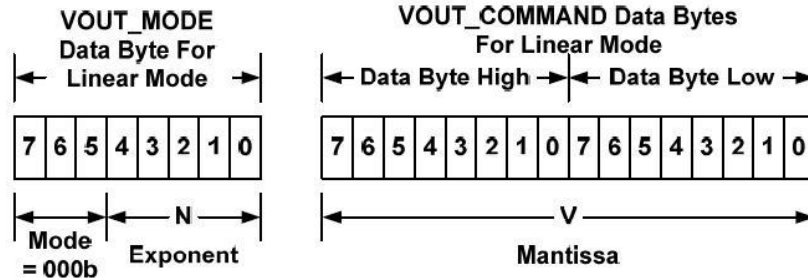 VOUT_MODE
Data Byte For
Linear Mode
VOUT_COMMAND Data Bytes
For Linear Mode
Data Byte High
Data Byte Low
7 6 5 4 3 2 1 0
7 6 5 4 3 2 1 0 7 6 5 4 3 2 1 0
N
V
Mode
= 000b
Exponent
Mantissa